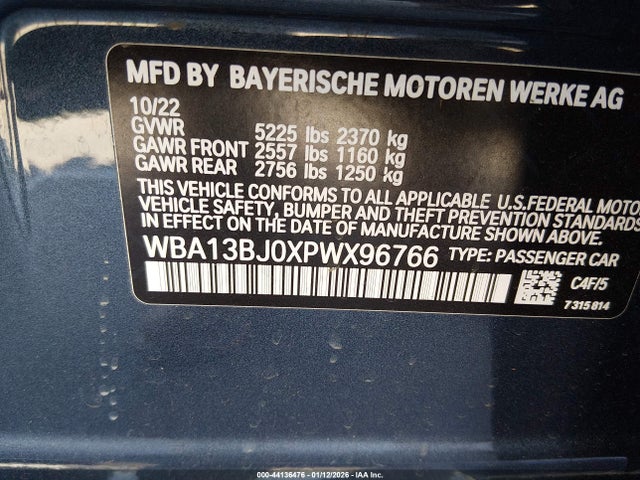 MFD BY BAYERISCHE MOTOREN WERKE AG
10/22
GVWR 5225 lbs 2370 kg
GAWR FRONT 2557 lbs 1160 kg
GAWR REAR 2756 lbs 1250 kg
THIS VEHICLE CONFORMS TO ALL APPLICABLE U.S.FEDERAL MOTO
VEHICLE SAFETY, BUMPER AND THEFT PREVENTION STANDARDS
IN EFFECT ON THE DATE OF MANUFACTURE SHOWN ABOVE.
WBA13BJ0XPWX96766 TYPE: PASSENGER CAR
C4F/5
7315814
000-44136476 - 01/12/2026 - IAA Inc.